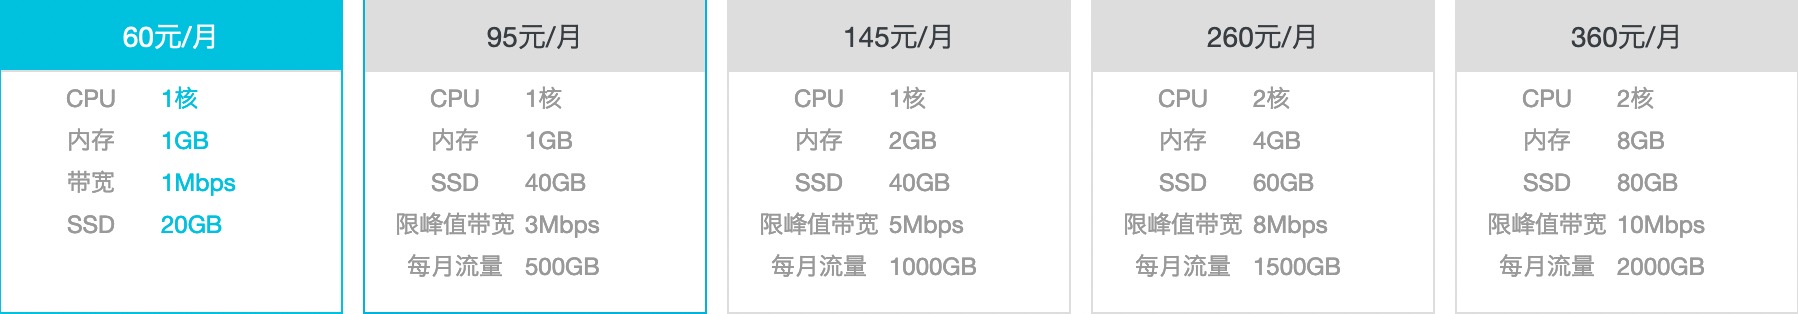 60元/月
CPU 1核
内存 1GB
带宽 1Mbps
SSD 20GB
95元/月
CPU 1核
内存 1GB
SSD 40GB
限峰值带宽 3Mbps
每月流量 500GB
145元/月
CPU 1核
内存 2GB
SSD 40GB
限峰值带宽 5Mbps
每月流量 1000GB
260元/月
CPU 2核
内存 4GB
SSD 60GB
限峰值带宽 8Mbps
每月流量 1500GB
360元/月
CPU 2核
内存 8GB
SSD 80GB
限峰值带宽 10Mbps
每月流量 2000GB